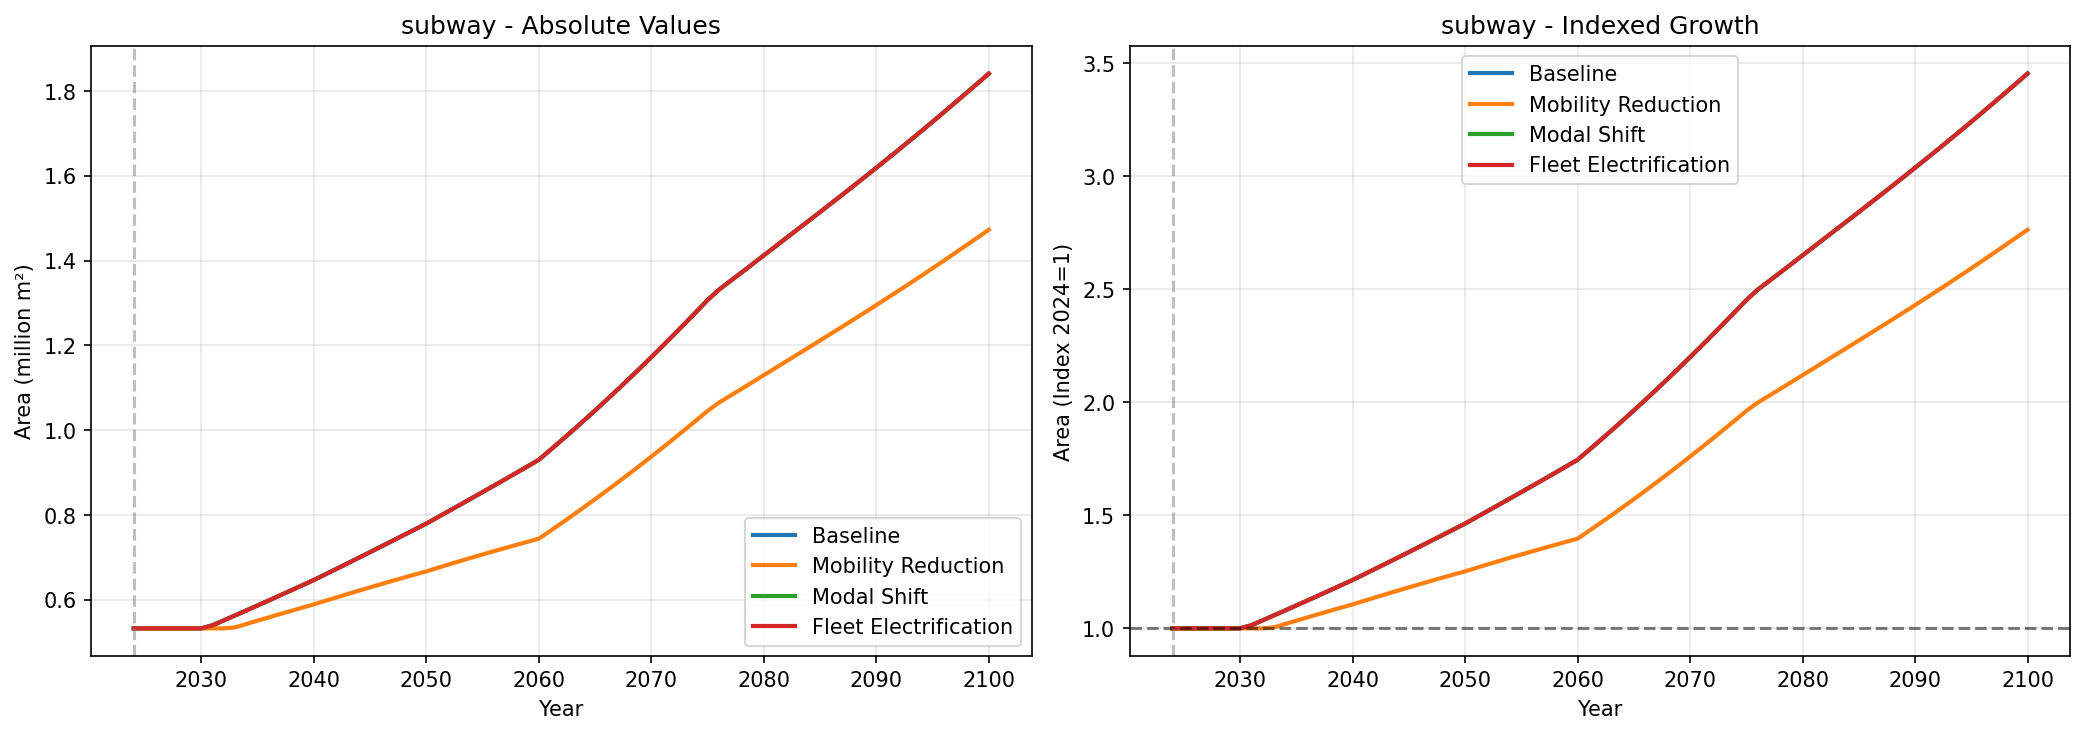 subway - Absolute Values
Area (million m²)
1.8
1.6
1.4
1.2
1.0
0.8
0.6
Baseline
Mobility Reduction
Modal Shift
Fleet Electrification
2030 2040 2050 2060 2070 2080 2090 2100
Year
subway - Indexed Growth
Area (Index 2024=1)
3.5
3.0
2.5
2.0
1.5
1.0
Baseline
Mobility Reduction
Modal Shift
Fleet Electrification
2030 2040 2050 2060 2070 2080 2090 2100
Year